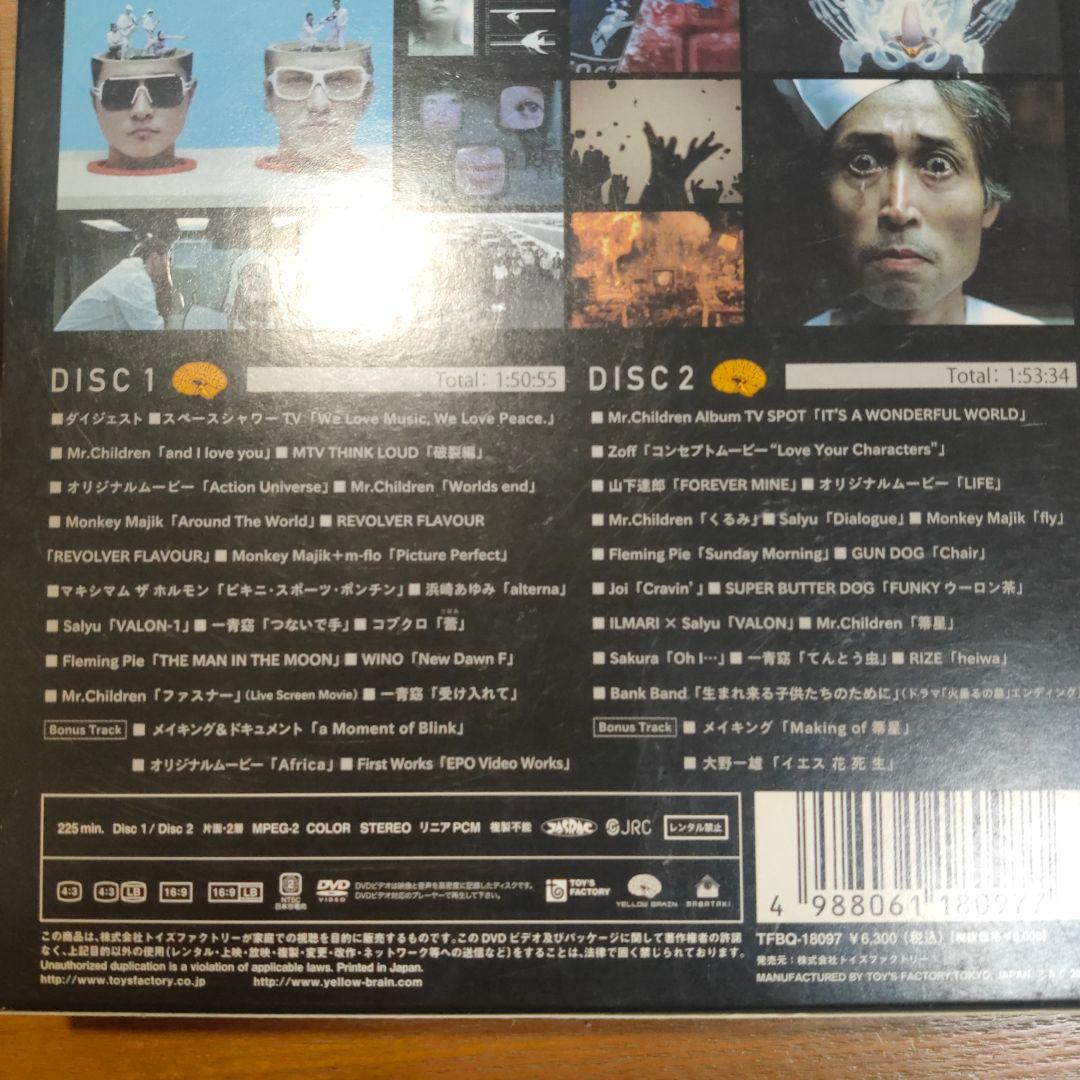 DISC 1
Total: 1:50:55
■ダイジェスト ■スペースシャワーTV「We Love Music, We Love Peace.」
■ Mr.Children「and I love you」■ MTV THINK LOUD「破裂編」
■ オリジナルムービー「Action Universe」■ Mr.Children「Worlds end」
■ Monkey Majik「Around The World」■ REVOLVER FLAVOUR
「REVOLVER FLAVOUR」■ Monkey Majik+m-flo「Picture Perfect」
■マキシマム ザ ホルモン「ビキニ・スポーツ・ポンチン」■ 浜崎あゆみ「alterna」
■ Salyu「VALON-1」■ 一青窈「つないで手」■ コブクロ「蕾」
つぼみ
■ Fleming Pie「THE MAN IN THE MOON」■ WINO「New Dawn F」
■ Mr.Children「ファスナー」(Live Screen Movie) ■ 一青窈「受け入れて」
Bonus Track ■ メイキング&ドキュメント「a Moment of Blink」
■ オリジナルムービー「Africa」■ First Works「EPO Video Works」
DISC 2
Total: 1:53:34
■ Mr.Children Album TV SPOT「IT'S A WONDERFUL WORLD」
■ Zoff「コンセプトムービー“Love Your Characters”」
■ 山下達郎「FOREVER MINE」■ オリジナルムービー「LIFE」
■ Mr.Children「くるみ」■ Salyu「Dialogue」■ Monkey Majik「fly」
■ Fleming Pie「Sunday Morning」■ GUN DOG「Chair」
■ Joi「Cravin'」■ SUPER BUTTER DOG「FUNKY ウーロン茶」
■ ILMARI × Salyu「VALON」■ Mr.Children「箒星」
■ Sakura「Oh I…」■ 一青窈「てんとう虫」■ RIZE「heiwa」
■ Bank Band「生まれ来る子供たちのために」(ドラマ「火垂るの墓」エンディング)
Bonus Track ■ メイキング「Making of 箒星」
■ 大野一雄「イエス 花 死 生」
225 min. Disc 1 / Disc 2 片面・2層 MPEG-2 COLOR STEREO リニアPCM 複製不能 JASRAC JRC レンタル禁止
4:3 4:3 LB 16:9 16:9 LB 2 NTSC 日本市場向 DVD VIDEO
DVDビデオは映像と音声を高密度に記録したディスクです。
DVDビデオ対応のプレーヤーで再生して下さい。
TOY'S FACTORY YELLOW BRAIN
4 988061 180977
この商品は、株式会社トイズファクトリーが家庭での視聴を目的に販売するものです。この DVD ビデオ及びパッケージに関して著作権者の許諾
なく、上記目的以外の使用(レンタル・上映・放映・複製・変更・改作・ネットワーク等への送信など)をすることは、法律で固く禁じられております。
Unauthorized duplication is a violation of applicable laws. Printed in Japan.
http://www.toysfactory.co.jp http://www.yellow-brain.com
TFBQ-18097 ¥6,300 (税込) [税抜価格¥6,000]
発売元:株式会社トイズファクトリー
MANUFACTURED BY TOY'S FACTORY, TOKYO, JAPAN.